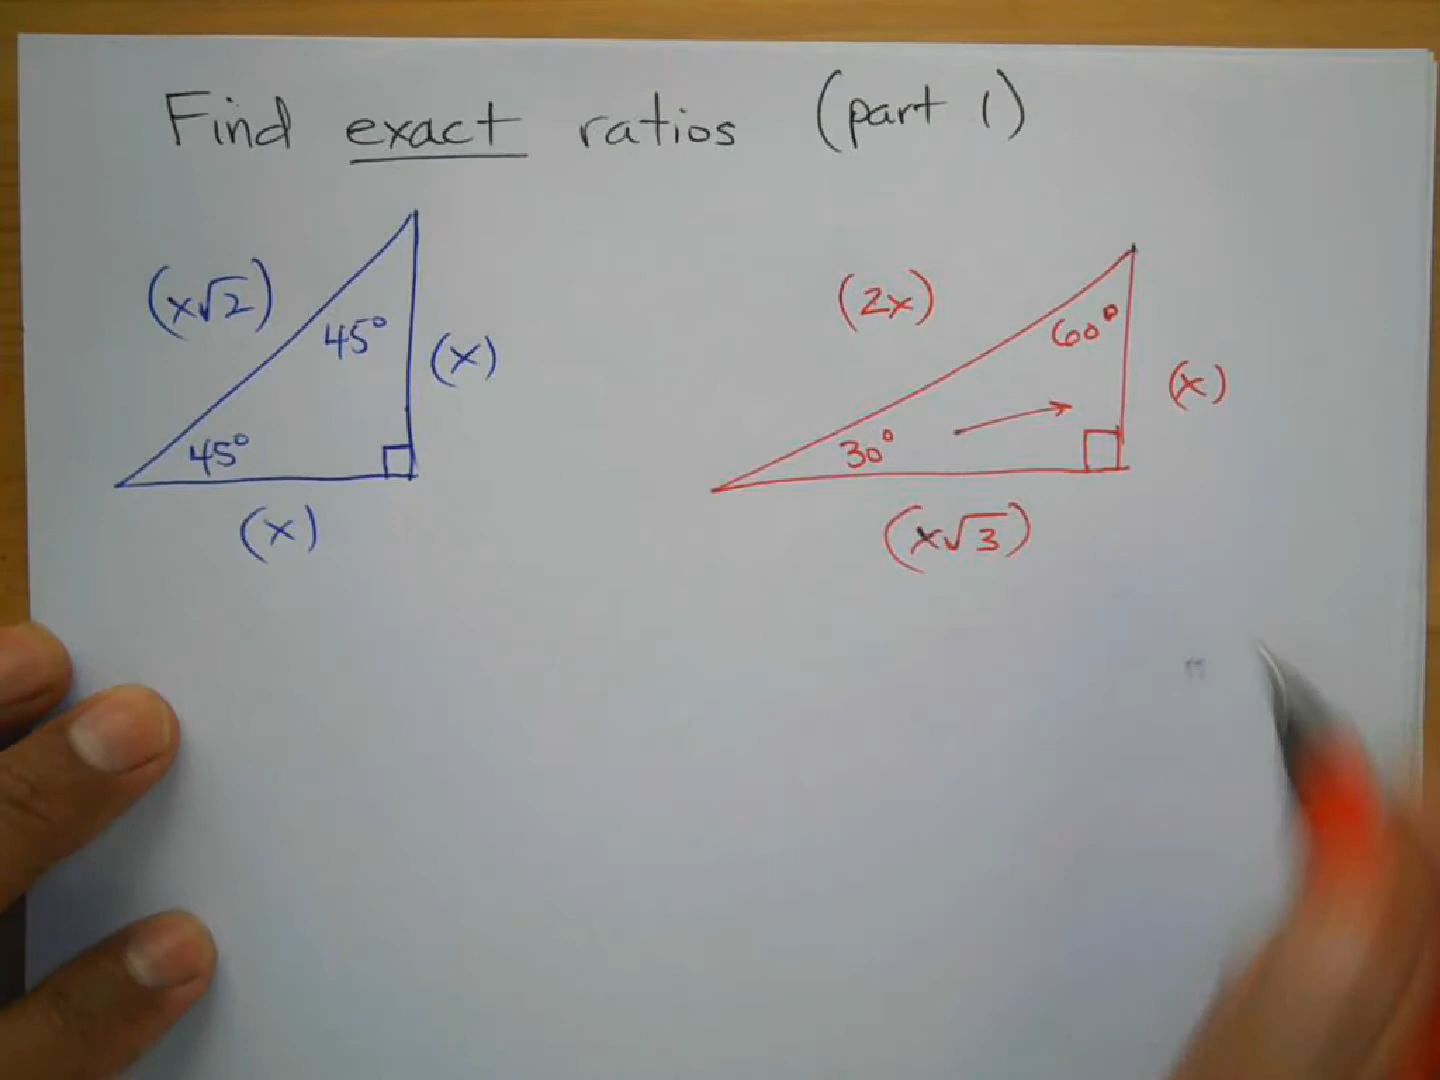 Find exact ratios (part 1)
(x√2)
45°
(x)
45°
(x)
(2x)
60°
(x)
30°
(x√3)